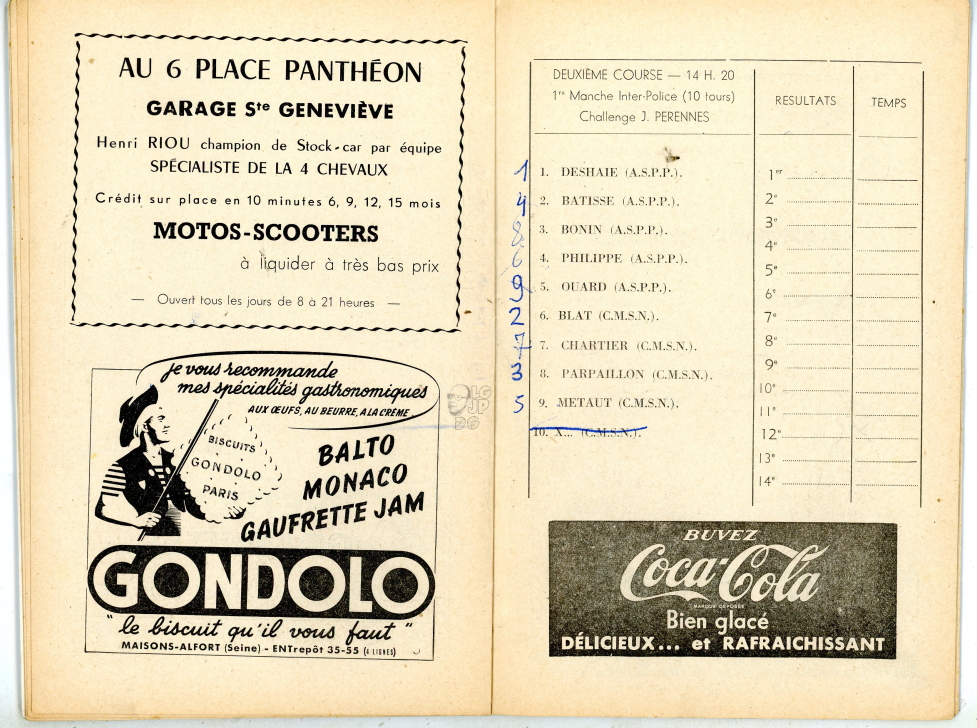 AU 6 PLACE PANTHÉON
GARAGE Ste GENEVIÈVE
Henri RIOU champion de Stock-car par équipe
SPÉCIALISTE DE LA 4 CHEVAUX
Crédit sur place en 10 minutes 6, 9, 12, 15 mois
MOTOS-SCOOTERS
à liquider à très bas prix
— Ouvert tous les jours de 8 à 21 heures —
je vous recommande
mes spécialités gastronomiques
AUX ŒUFS, AU BEURRE, A LA CRÈME
BISCUITS
GONDOLO
PARIS
BALTO
MONACO
GAUFRETTE JAM
GONDOLO
"le biscuit qu'il vous faut"
MAISONS-ALFORT (Seine) - ENTrepôt 35-55 (4 LIGNES)
LG
JP
DG
DEUXIÈME COURSE — 14 H. 20
1re Manche Inter-Police (10 tours)
Challenge J. PERENNES
RESULTATS
TEMPS
1 1. DESHAIE (A.S.P.P.).
4 2. BATISSE (A.S.P.P.).
8 3. BONIN (A.S.P.P.).
6 4. PHILIPPE (A.S.P.P.).
9 5. OUARD (A.S.P.P.).
2 6. BLAT (C.M.S.N.).
7 7. CHARTIER (C.M.S.N.).
3 8. PARPAILLON (C.M.S.N.).
5 9. METAUT (C.M.S.N.).
10. X... (C.M.S.N.).
1er
2e
3e
4e
5e
6e
7e
8e
9e
10e
11e
12e
13e
14e
BUVEZ
Coca-Cola
MARQUE DÉPOSÉE
Bien glacé
DÉLICIEUX... et RAFRAICHISSANT